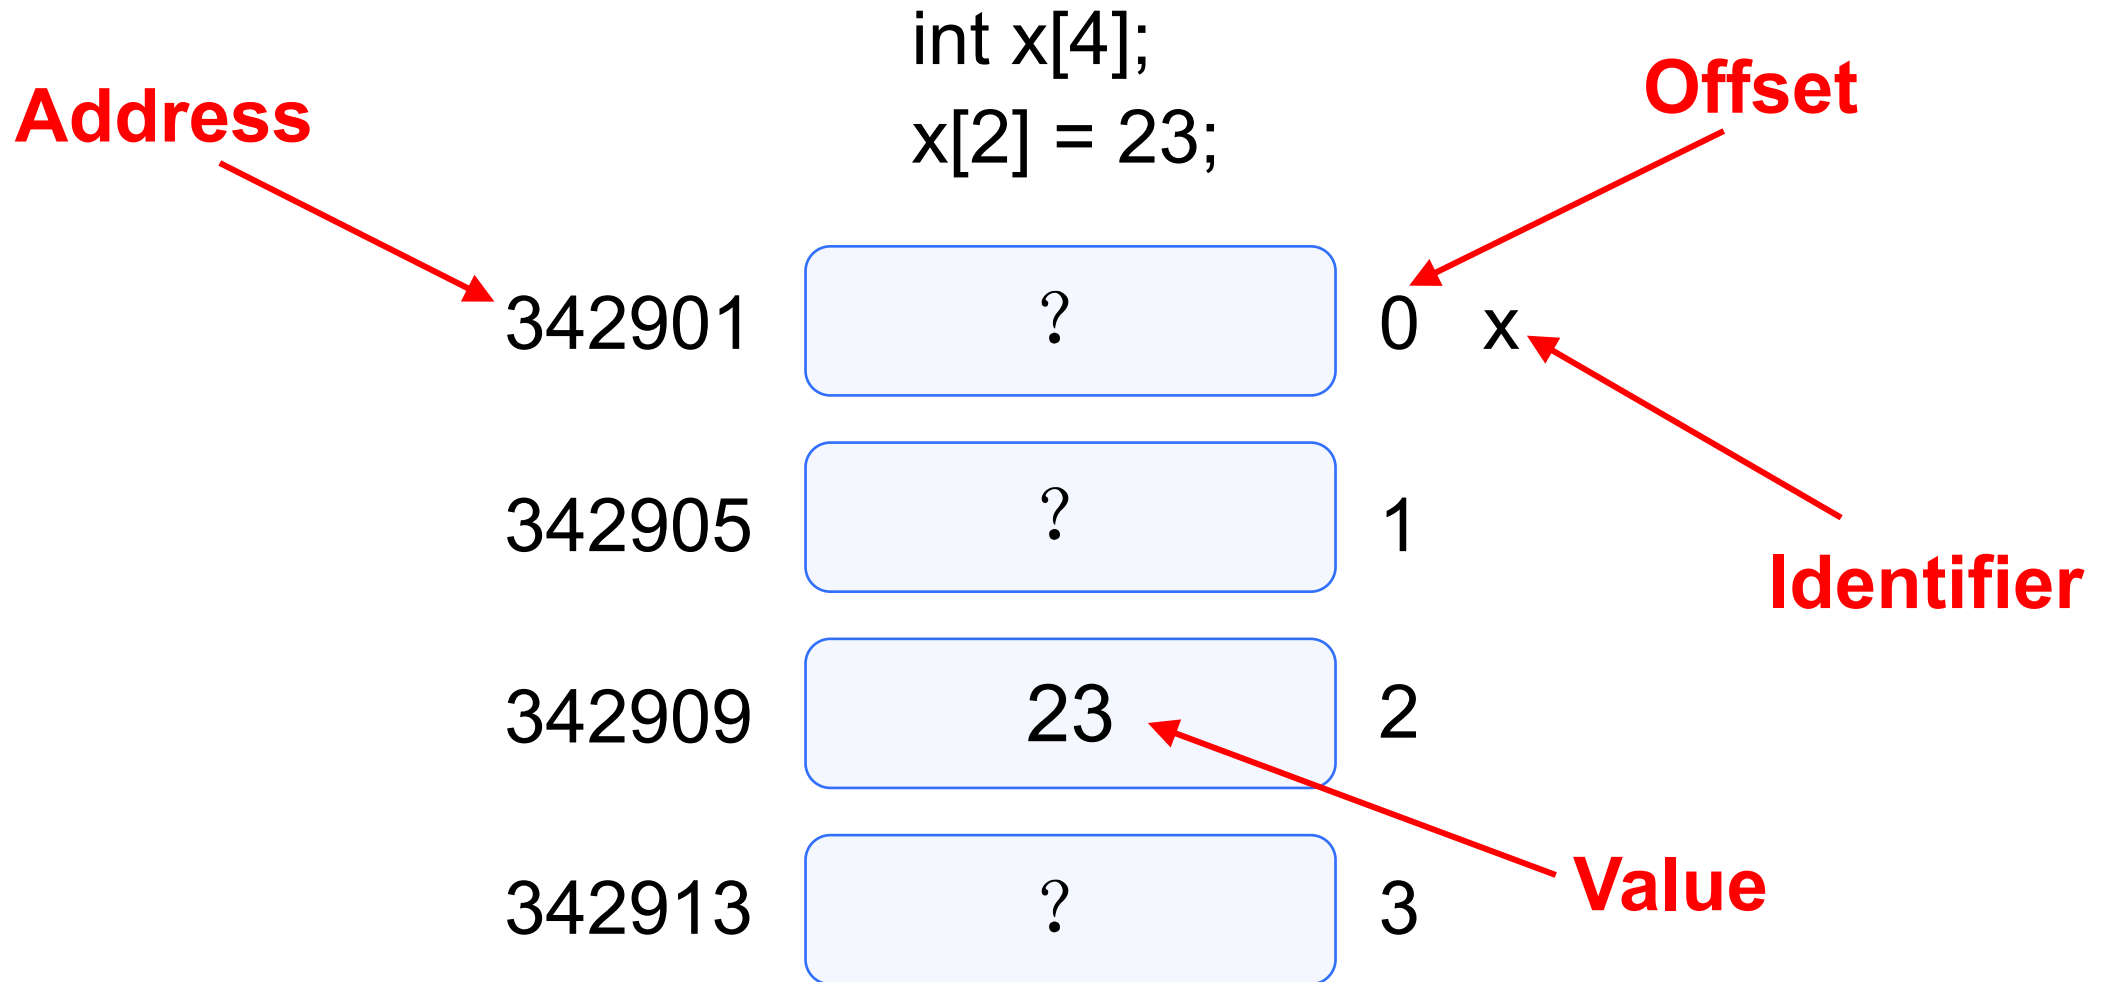 int x[4];
Address
Offset
x[2] = 23;
342901 ? 0 x
342905 ? 1
Identifier
342909 23 2
342913 ? 3
Value